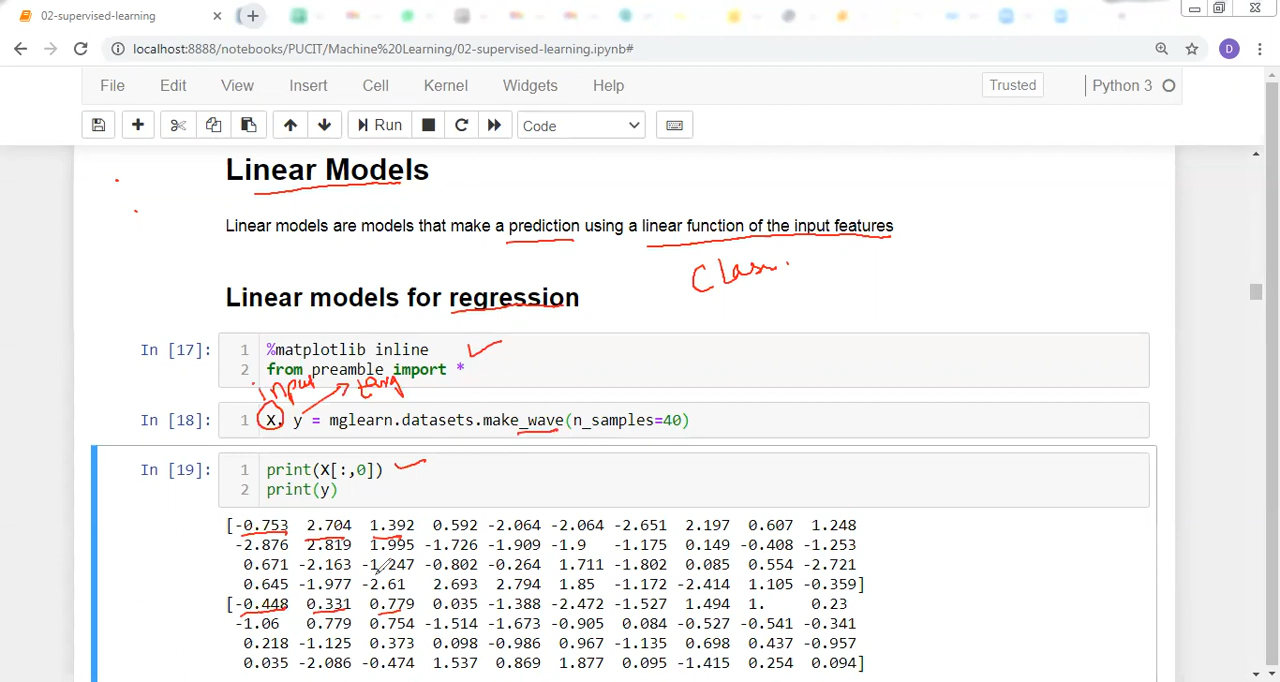 02-supervised-learning
localhost:8888/notebooks/PUCIT/Machine%20Learning/02-supervised-learning.ipynb#
D
File Edit View Insert Cell Kernel Widgets Help Trusted Python 3
Run Code
Linear Models
Linear models are models that make a prediction using a linear function of the input features
Class
Linear models for regression
In [17]: 1 %matplotlib inline
2 from preamble import *
input targ
In [18]: 1 X, y = mglearn.datasets.make_wave(n_samples=40)
In [19]: 1 print(X[:,0])
2 print(y)
[-0.753 2.704 1.392 0.592 -2.064 -2.064 -2.651 2.197 0.607 1.248
-2.876 2.819 1.995 -1.726 -1.909 -1.9 -1.175 0.149 -0.408 -1.253
0.671 -2.163 -1.247 -0.802 -0.264 1.711 -1.802 0.085 0.554 -2.721
0.645 -1.977 -2.61 2.693 2.794 1.85 -1.172 -2.414 1.105 -0.359]
[-0.448 0.331 0.779 0.035 -1.388 -2.472 -1.527 1.494 1. 0.23
-1.06 0.779 0.754 -1.514 -1.673 -0.905 0.084 -0.527 -0.541 -0.341
0.218 -1.125 0.373 0.098 -0.986 0.967 -1.135 0.698 0.437 -0.957
0.035 -2.086 -0.474 1.537 0.869 1.877 0.095 -1.415 0.254 0.094]